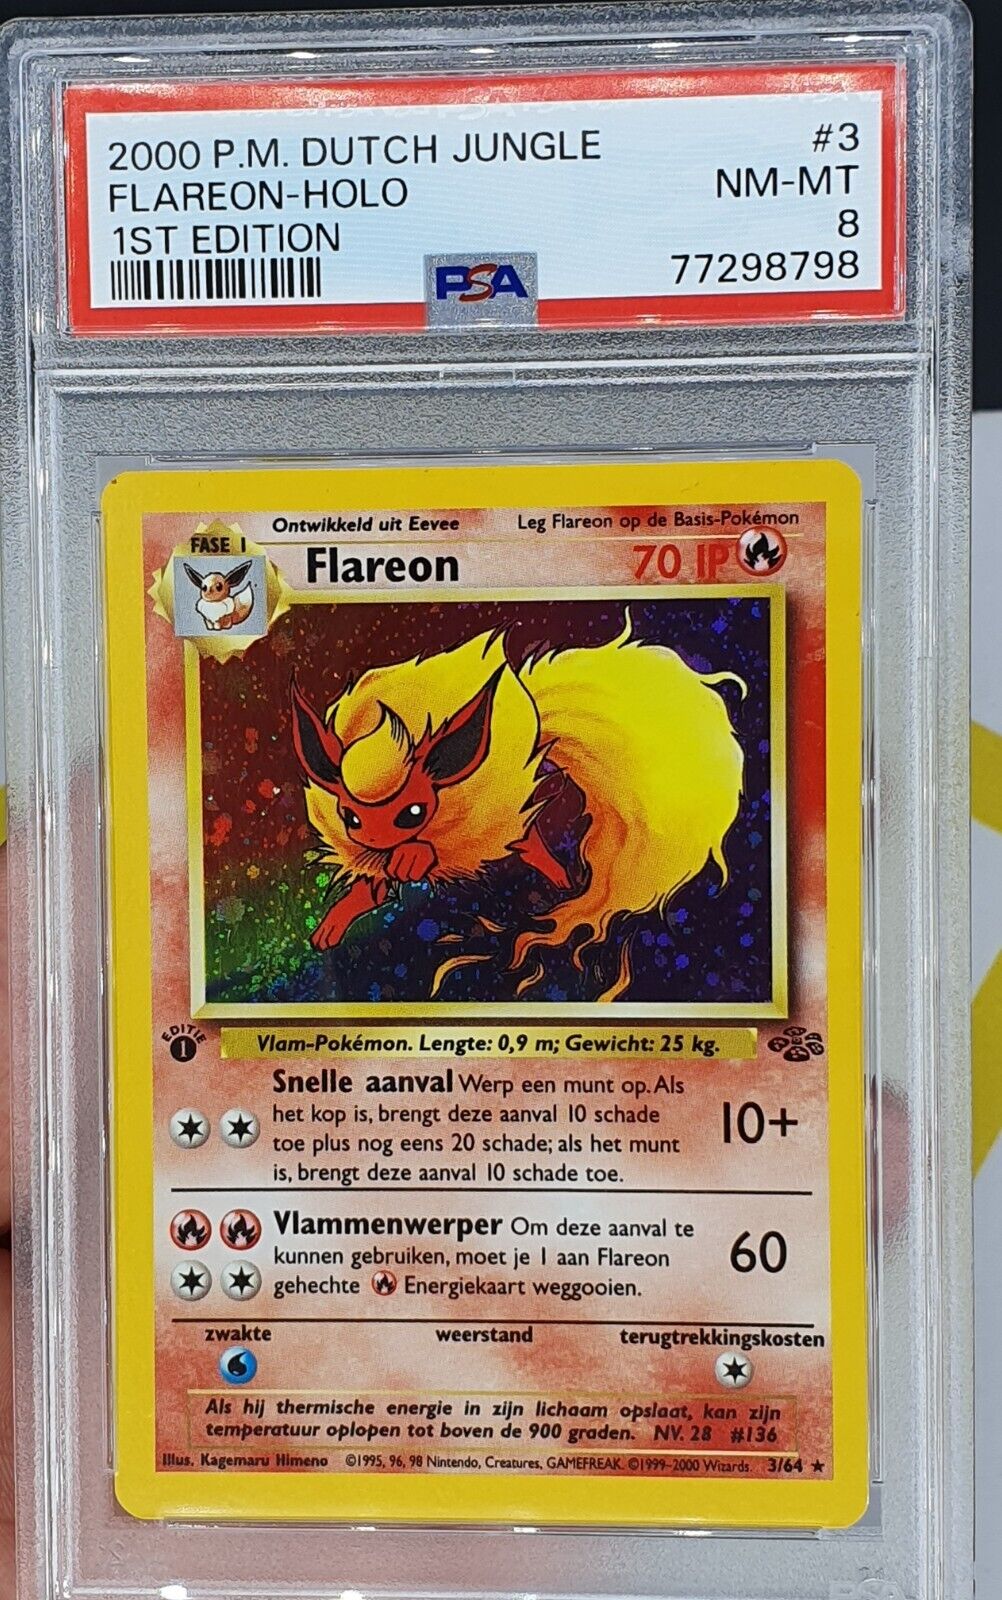 2000 P.M. DUTCH JUNGLE #3
FLAREON-HOLO NM-MT
1ST EDITION 8
PSA 77298798
Ontwikkeld uit Eevee Leg Flareon op de Basis-Pokémon
FASE 1
Flareon 70 IP
EDITIE
1
Vlam-Pokémon. Lengte: 0,9 m; Gewicht: 25 kg.
Snelle aanval Werp een munt op. Als
het kop is, brengt deze aanval 10 schade
toe plus nog eens 20 schade; als het munt
is, brengt deze aanval 10 schade toe.
10+
Vlammenwerper Om deze aanval te
kunnen gebruiken, moet je 1 aan Flareon
gehechte Energiekaart weggooien.
60
zwakte weerstand terugtrekkingskosten
Als hij thermische energie in zijn lichaam opslaat, kan zijn
temperatuur oplopen tot boven de 900 graden. NV. 28 #136
Illus. Kagemaru Himeno ©1995, 96, 98 Nintendo, Creatures, GAMEFREAK. ©1999-2000 Wizards. 3/64 ★